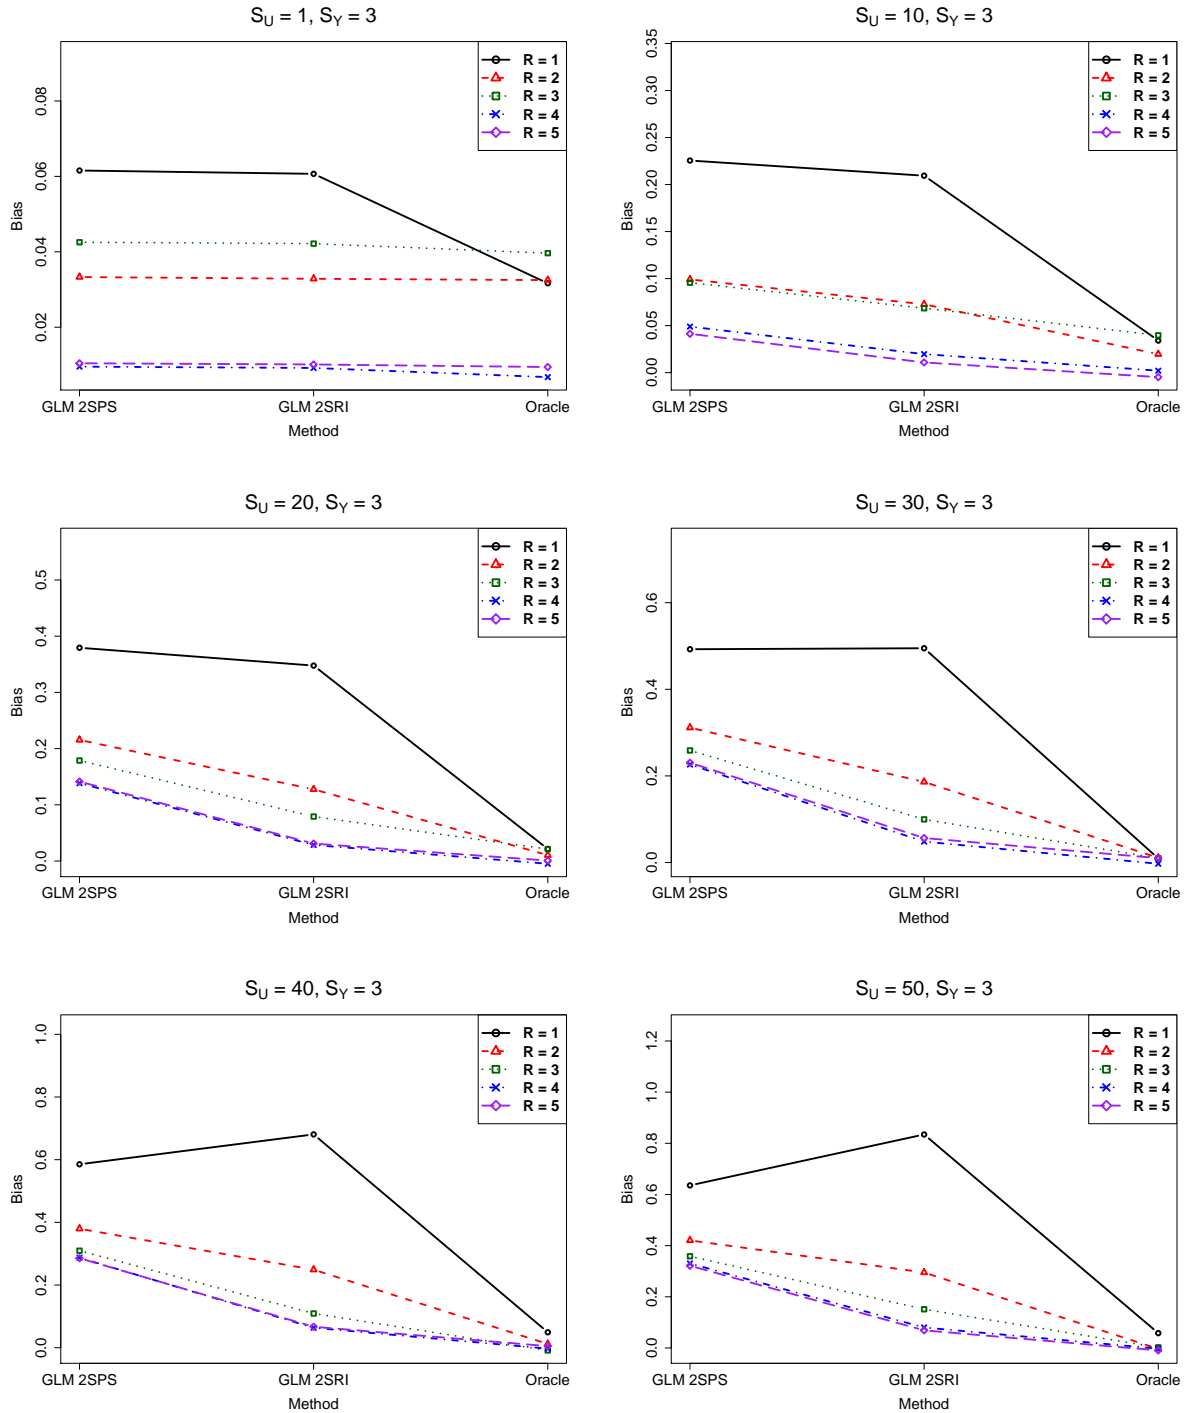 S_U = 1, S_Y = 3
Bias
0.02 0.04 0.06 0.08
R = 1
R = 2
R = 3
R = 4
R = 5
GLM 2SPS GLM 2SRI Oracle
Method
S_U = 10, S_Y = 3
Bias
0.00 0.05 0.10 0.15 0.20 0.25 0.30 0.35
R = 1
R = 2
R = 3
R = 4
R = 5
GLM 2SPS GLM 2SRI Oracle
Method
S_U = 20, S_Y = 3
Bias
0.0 0.1 0.2 0.3 0.4 0.5
R = 1
R = 2
R = 3
R = 4
R = 5
GLM 2SPS GLM 2SRI Oracle
Method
S_U = 30, S_Y = 3
Bias
0.0 0.2 0.4 0.6
R = 1
R = 2
R = 3
R = 4
R = 5
GLM 2SPS GLM 2SRI Oracle
Method
S_U = 40, S_Y = 3
Bias
0.0 0.2 0.4 0.6 0.8 1.0
R = 1
R = 2
R = 3
R = 4
R = 5
GLM 2SPS GLM 2SRI Oracle
Method
S_U = 50, S_Y = 3
Bias
0.0 0.2 0.4 0.6 0.8 1.0 1.2
R = 1
R = 2
R = 3
R = 4
R = 5
GLM 2SPS GLM 2SRI Oracle
Method